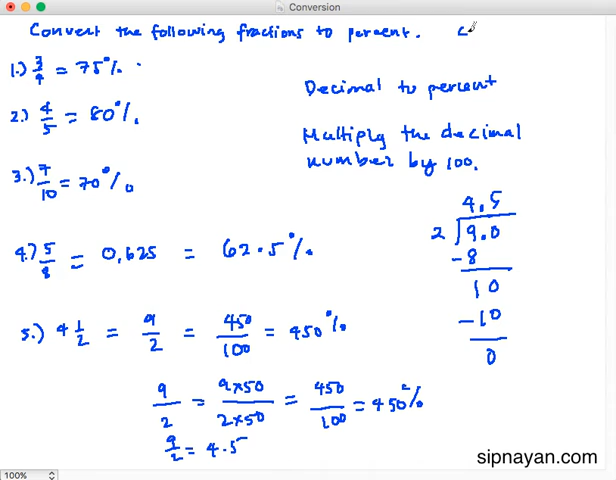 Conversion
Convert the following fractions to percent.
1.) 3/4 = 75%.
2.) 4/5 = 80%.
3.) 7/10 = 70%
4.) 5/8 = 0.625 = 62.5%.
5.) 4 1/2 = 9/2 = 450/100 = 450%
9/2 = 9×50/2×50 = 450/100 = 450%
9/2 = 4.5
Decimal to percent
Multiply the decimal
number by 100.
4.5
2 9.0
-8
10
-10
0
sipnayan.com
100%